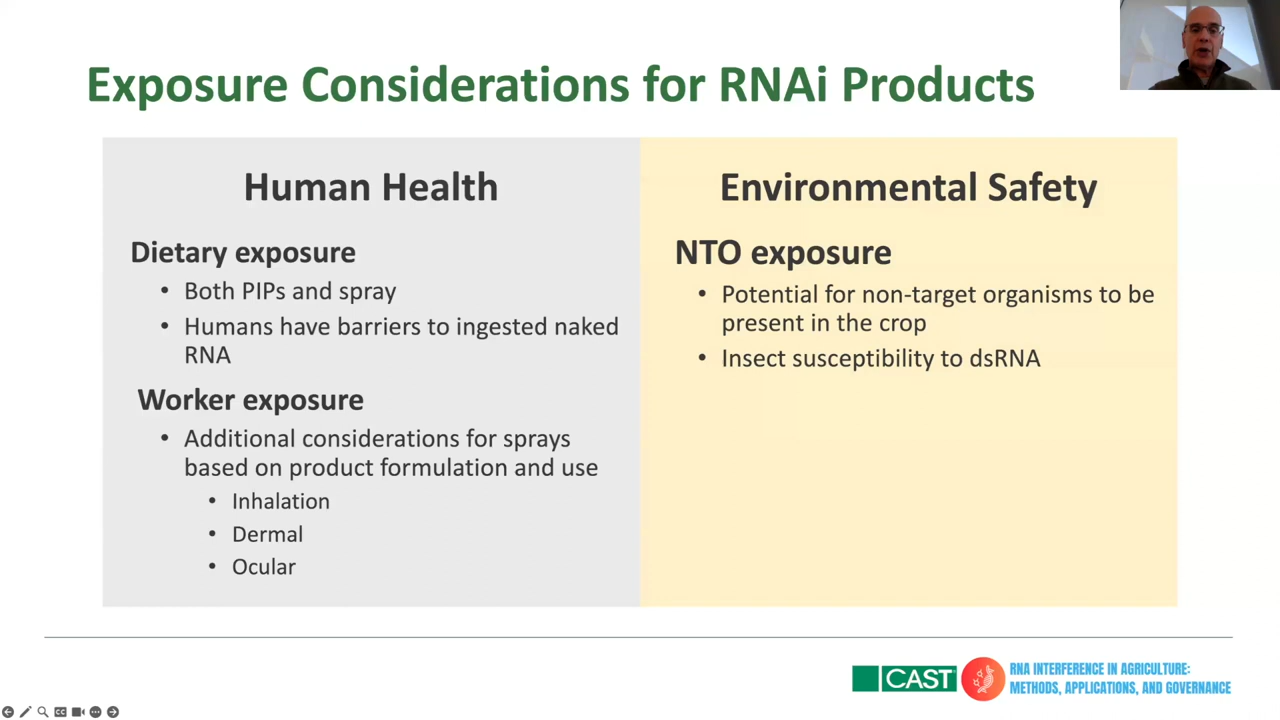 Exposure Considerations for RNAi Products
Human Health
Dietary exposure
• Both PIPs and spray
• Humans have barriers to ingested naked
RNA
Worker exposure
• Additional considerations for sprays
based on product formulation and use
• Inhalation
• Dermal
• Ocular
Environmental Safety
NTO exposure
• Potential for non-target organisms to be
present in the crop
• Insect susceptibility to dsRNA
CAST
RNA INTERFERENCE IN AGRICULTURE:
METHODS, APPLICATIONS, AND GOVERNANCE